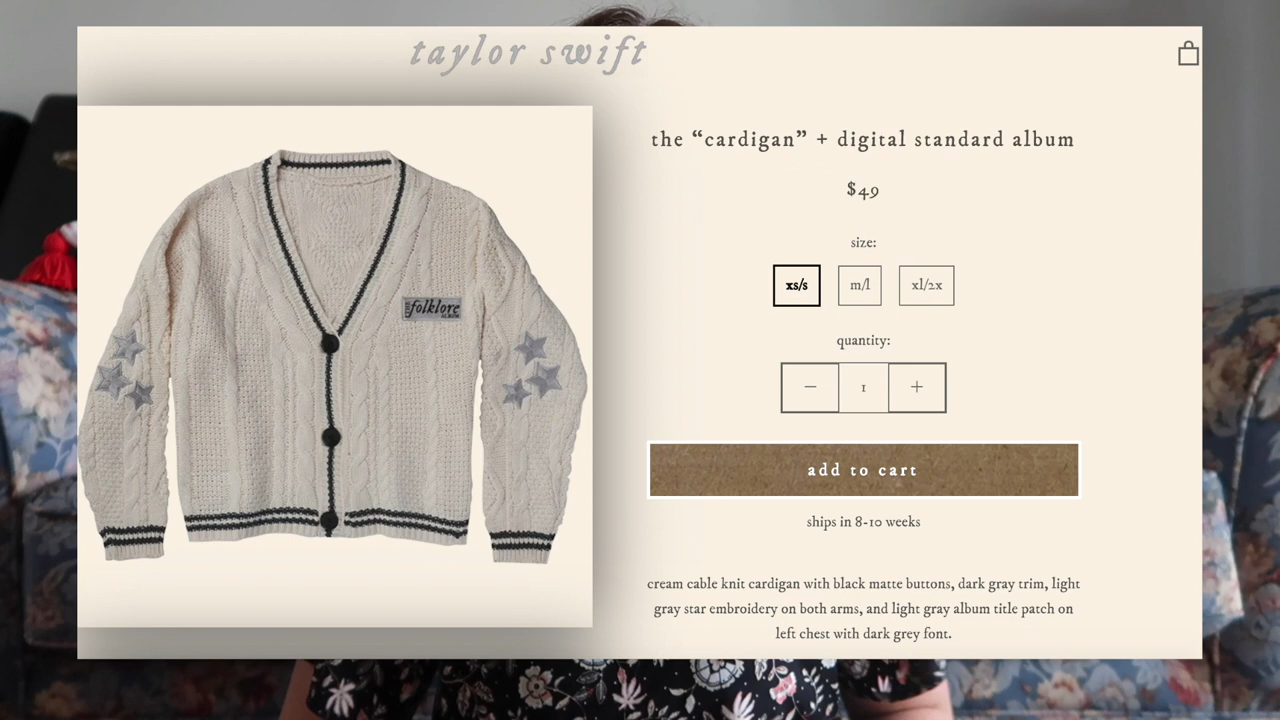 taylor swift
the “cardigan” + digital standard album
$49
size:
xs/s m/l xl/2x
quantity:
− 1 +
add to cart
ships in 8-10 weeks
cream cable knit cardigan with black matte buttons, dark gray trim, light
gray star embroidery on both arms, and light gray album title patch on
left chest with dark grey font.
folklore